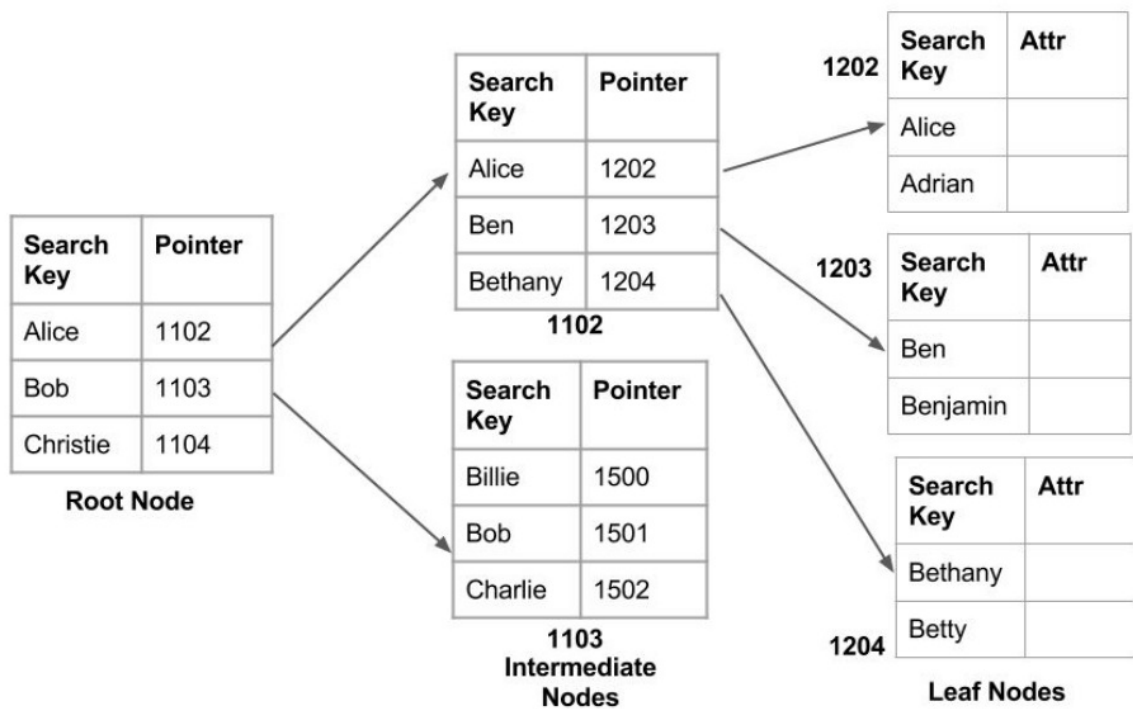 Search Key Pointer
Alice 1102
Bob 1103
Christie 1104
Root Node
Search Key Pointer
Alice 1202
Ben 1203
Bethany 1204
1102
Search Key Pointer
Billie 1500
Bob 1501
Charlie 1502
1103
Intermediate
Nodes
1202
Search Key Attr
Alice
Adrian
1203
Search Key Attr
Ben
Benjamin
Search Key Attr
Bethany
Betty
1204
Leaf Nodes